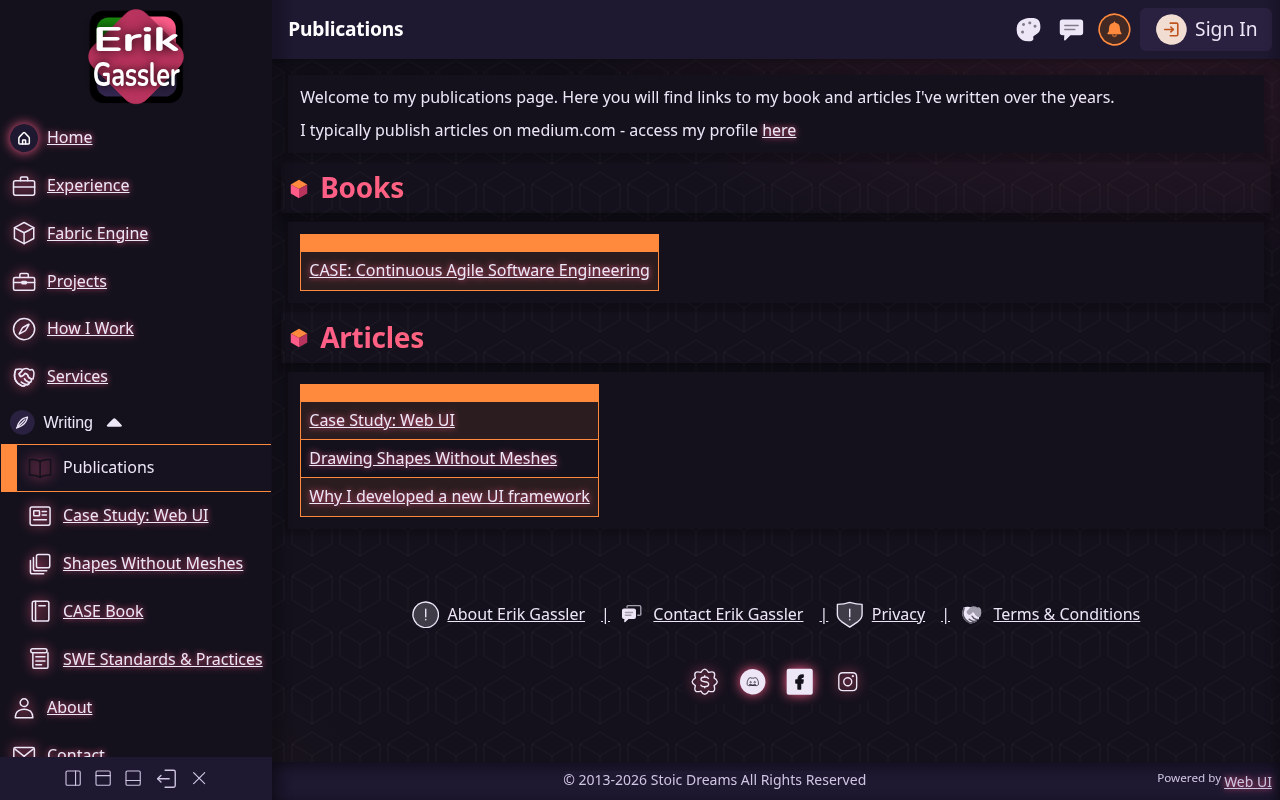 Erik
Gassler
Home
Experience
Fabric Engine
Projects
How I Work
Services
Writing
Publications
Case Study: Web UI
Shapes Without Meshes
CASE Book
SWE Standards & Practices
About
Contact
Publications
Sign In
Welcome to my publications page. Here you will find links to my book and articles I've written over the years.
I typically publish articles on medium.com - access my profile here
Books
CASE: Continuous Agile Software Engineering
Articles
Case Study: Web UI
Drawing Shapes Without Meshes
Why I developed a new UI framework
About Erik Gassler | Contact Erik Gassler | Privacy | Terms & Conditions
© 2013-2026 Stoic Dreams All Rights Reserved
Powered by Web UI